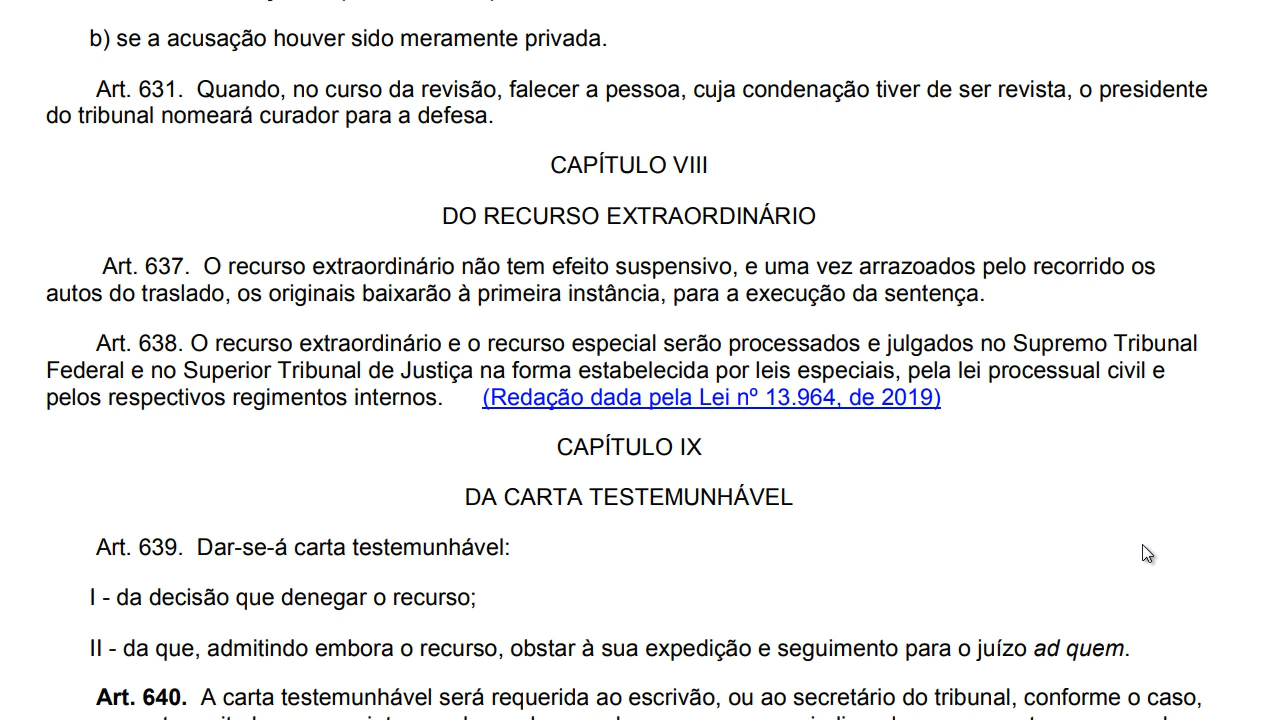 b) se a acusação houver sido meramente privada.
Art. 631.  Quando, no curso da revisão, falecer a pessoa, cuja condenação tiver de ser revista, o presidente
do tribunal nomeará curador para a defesa.
CAPÍTULO VIII
DO RECURSO EXTRAORDINÁRIO
Art. 637.  O recurso extraordinário não tem efeito suspensivo, e uma vez arrazoados pelo recorrido os
autos do traslado, os originais baixarão à primeira instância, para a execução da sentença.
Art. 638. O recurso extraordinário e o recurso especial serão processados e julgados no Supremo Tribunal
Federal e no Superior Tribunal de Justiça na forma estabelecida por leis especiais, pela lei processual civil e
pelos respectivos regimentos internos. (Redação dada pela Lei nº 13.964, de 2019)
CAPÍTULO IX
DA CARTA TESTEMUNHÁVEL
Art. 639.  Dar-se-á carta testemunhável:
I - da decisão que denegar o recurso;
II - da que, admitindo embora o recurso, obstar à sua expedição e seguimento para o juízo ad quem.
Art. 640.  A carta testemunhável será requerida ao escrivão, ou ao secretário do tribunal, conforme o caso,